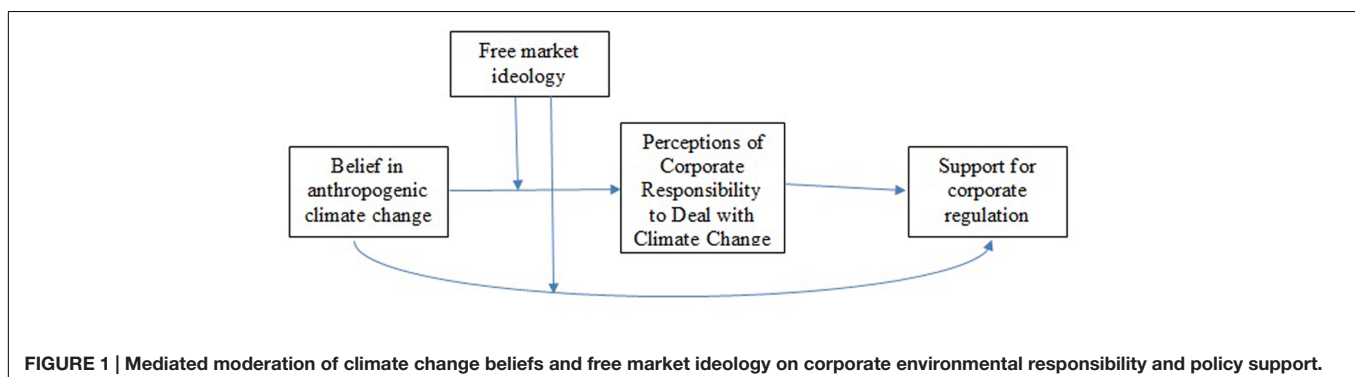 Free market
ideology
Belief in
anthropogenic
climate change
Perceptions of
Corporate
Responsibility
to Deal with
Climate Change
Support for
corporate
regulation
FIGURE 1 | Mediated moderation of climate change beliefs and free market ideology on corporate environmental responsibility and policy support.